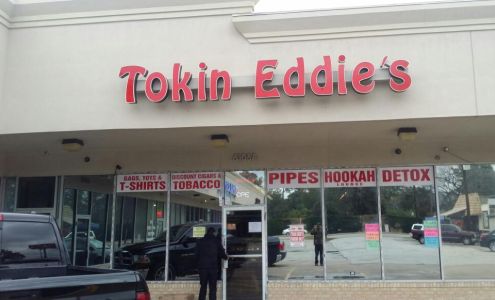 Tokin Eddie's
BAGS, TOYS &
T-SHIRTS
DISCOUNT CIGARS &
TOBACCO
PIPES
HOOKAH
LOUNGE
DETOX